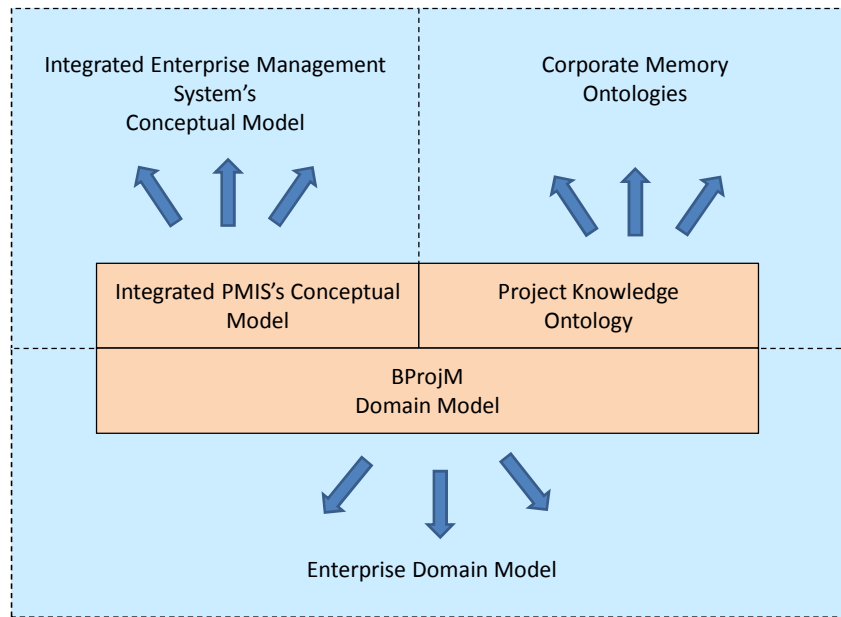 Integrated Enterprise Management
System's
Conceptual Model
Corporate Memory
Ontologies
Integrated PMIS's Conceptual
Model
Project Knowledge
Ontology
BProjM
Domain Model
Enterprise Domain Model